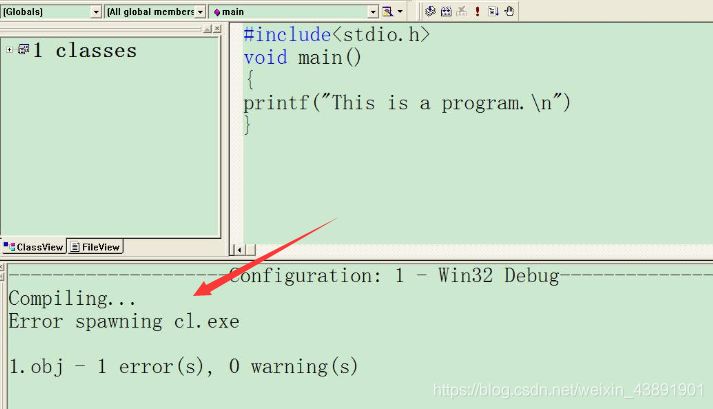 (Globals)
(All global members
main
1 classes
ClassView
FileView
#include<stdio.h>
void main()
{
printf("This is a program.\n")
}
--------------------Configuration: 1 - Win32 Debug--------------------
Compiling...
Error spawning cl.exe
1.obj - 1 error(s), 0 warning(s)
https://blog.csdn.net/weixin_43891901